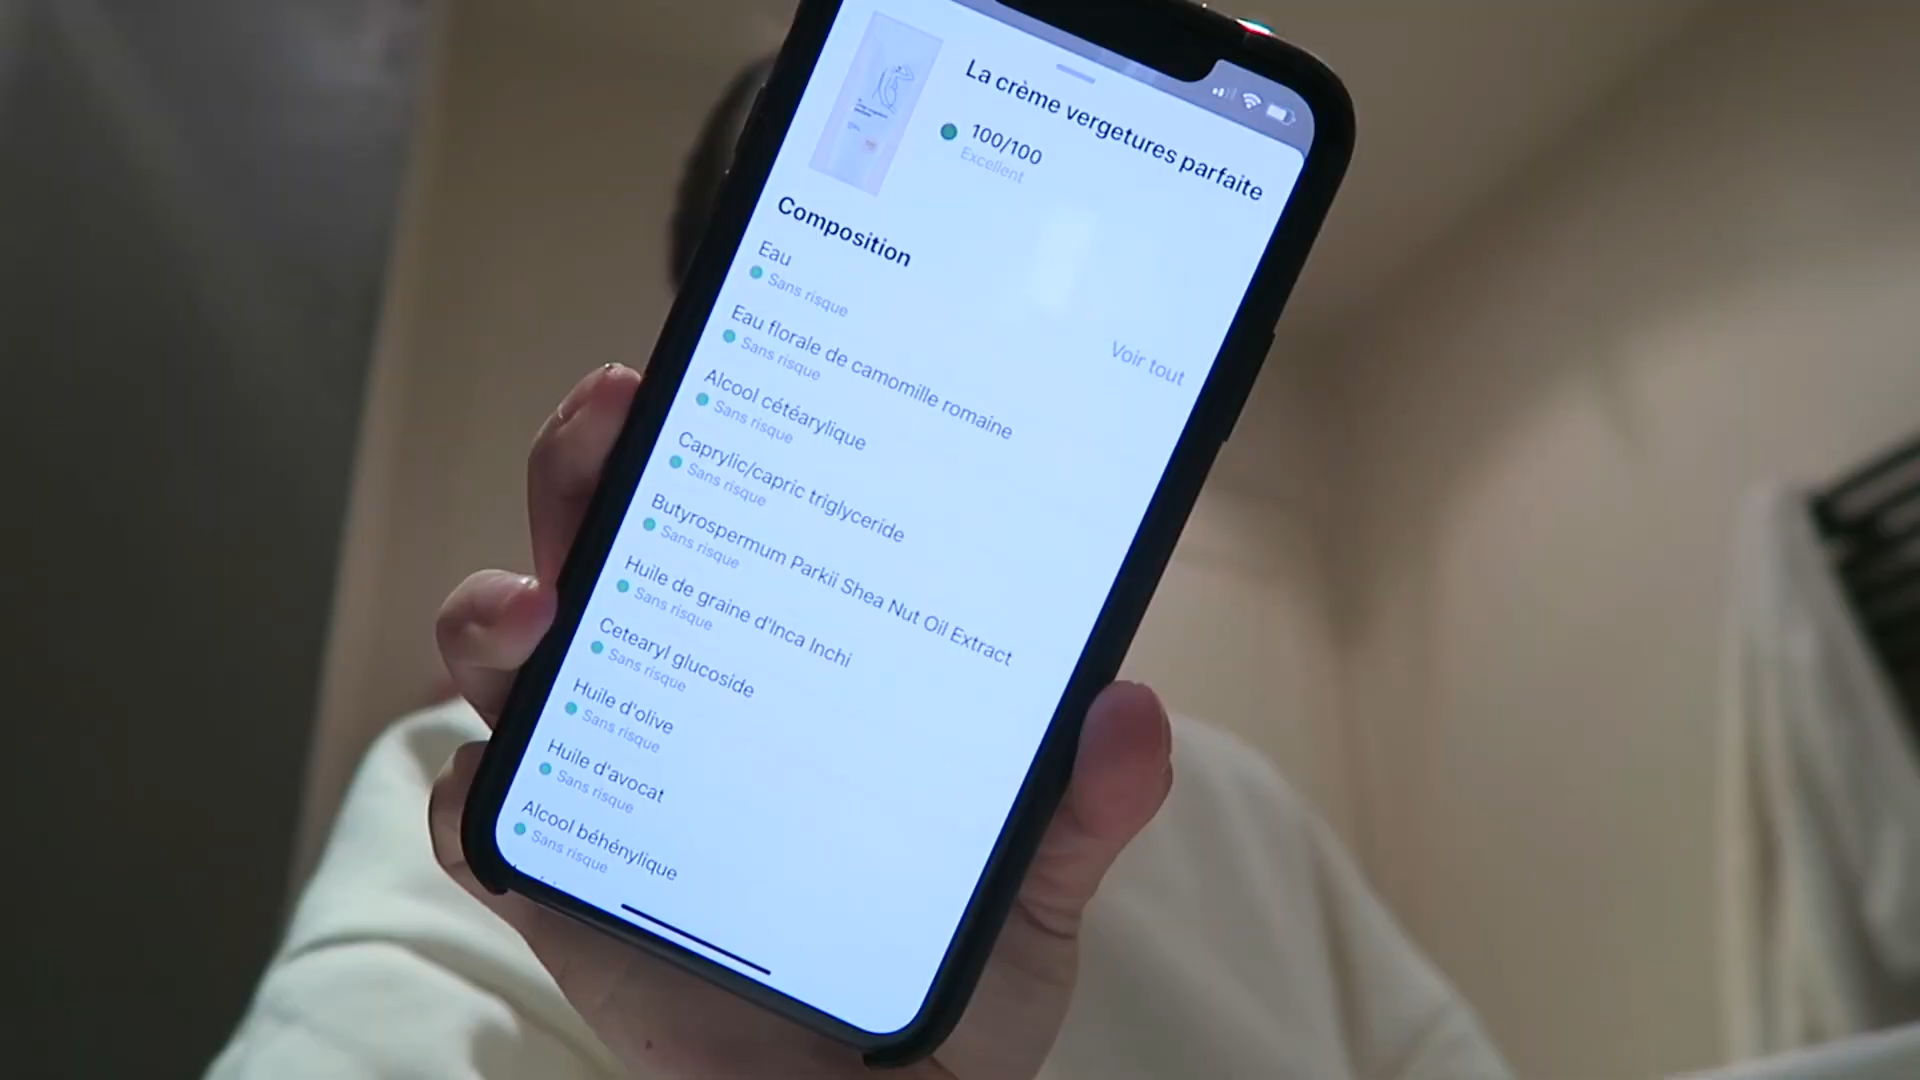 La crème vergetures parfaite
100/100
Excellent
Composition
Voir tout
Eau
Sans risque
Eau florale de camomille romaine
Sans risque
Alcool cétéarylique
Sans risque
Caprylic/capric triglyceride
Sans risque
Butyrospermum Parkii Shea Nut Oil Extract
Sans risque
Huile de graine d'Inca Inchi
Sans risque
Cetearyl glucoside
Sans risque
Huile d'olive
Sans risque
Huile d'avocat
Sans risque
Alcool béhénylique
Sans risque